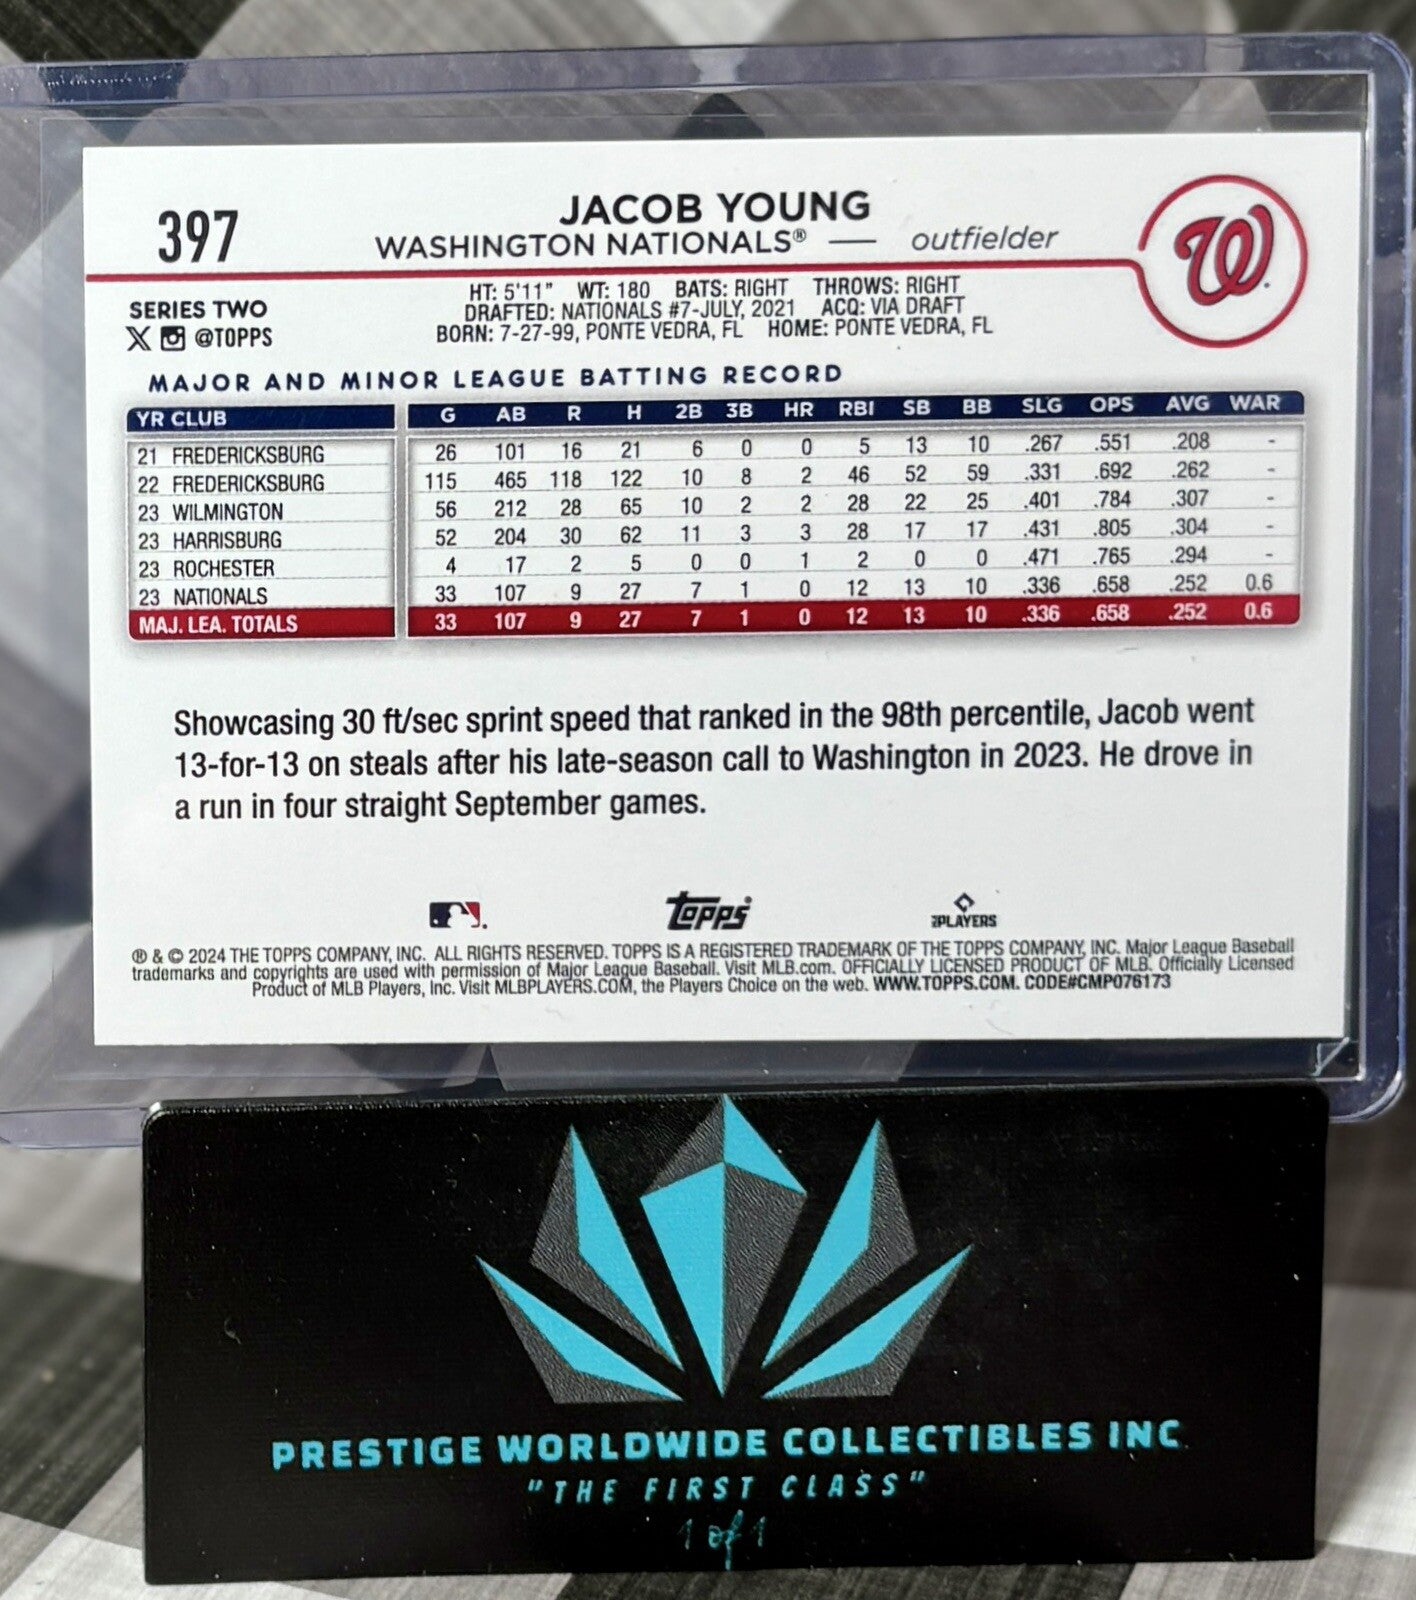 397
JACOB YOUNG
WASHINGTON NATIONALS® — outfielder
W
SERIES TWO
X @TOPPS
HT: 5'11" WT: 180 BATS: RIGHT THROWS: RIGHT
DRAFTED: NATIONALS #7-JULY, 2021 ACQ: VIA DRAFT
BORN: 7-27-99, PONTE VEDRA, FL HOME: PONTE VEDRA, FL
MAJOR AND MINOR LEAGUE BATTING RECORD
YR CLUB G AB R H 2B 3B HR RBI SB BB SLG OPS AVG WAR
21 FREDERICKSBURG 26 101 16 21 6 0 0 5 13 10 .267 .551 .208 -
22 FREDERICKSBURG 115 465 118 122 10 8 2 46 52 59 .331 .692 .262 -
23 WILMINGTON 56 212 28 65 10 2 2 28 22 25 .401 .784 .307 -
23 HARRISBURG 52 204 30 62 11 3 3 28 17 17 .431 .805 .304 -
23 ROCHESTER 4 17 2 5 0 0 1 2 0 0 .471 .765 .294 -
23 NATIONALS 33 107 9 27 7 1 0 12 13 10 .336 .658 .252 0.6
MAJ. LEA. TOTALS 33 107 9 27 7 1 0 12 13 10 .336 .658 .252 0.6
Showcasing 30 ft/sec sprint speed that ranked in the 98th percentile, Jacob went
13-for-13 on steals after his late-season call to Washington in 2023. He drove in
a run in four straight September games.
topps
PLAYERS
® & © 2024 THE TOPPS COMPANY, INC. ALL RIGHTS RESERVED. TOPPS IS A REGISTERED TRADEMARK OF THE TOPPS COMPANY, INC. Major League Baseball
trademarks and copyrights are used with permission of Major League Baseball. Visit MLB.com. OFFICIALLY LICENSED PRODUCT OF MLB. Officially Licensed
Product of MLB Players, Inc. Visit MLBPLAYERS.COM, the Players Choice on the web. WWW.TOPPS.COM. CODE#CMP076173
PRESTIGE WORLDWIDE COLLECTIBLES INC
"THE FIRST CLASS"
1 of 1